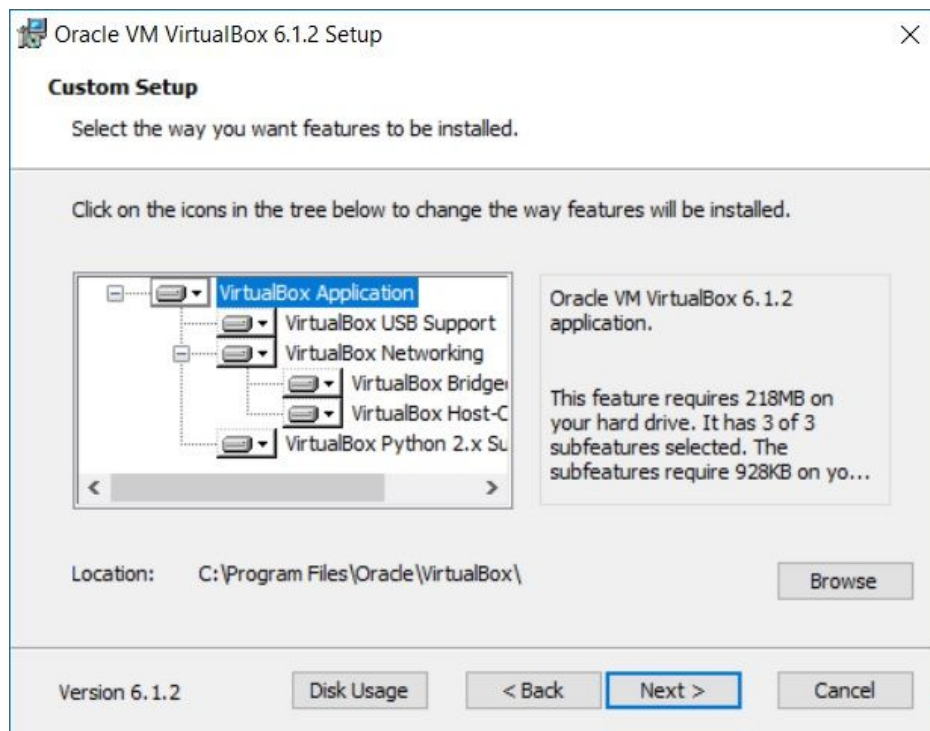 Oracle VM VirtualBox 6.1.2 Setup
Custom Setup
Select the way you want features to be installed.
Click on the icons in the tree below to change the way features will be installed.
VirtualBox Application
VirtualBox USB Support
VirtualBox Networking
VirtualBox Bridge
VirtualBox Host-C
VirtualBox Python 2.x Su
Oracle VM VirtualBox 6.1.2
application.
This feature requires 218MB on
your hard drive. It has 3 of 3
subfeatures selected. The
subfeatures require 928KB on yo...
Location: C:\Program Files\Oracle\VirtualBox\
Browse
Version 6.1.2 Disk Usage < Back Next > Cancel